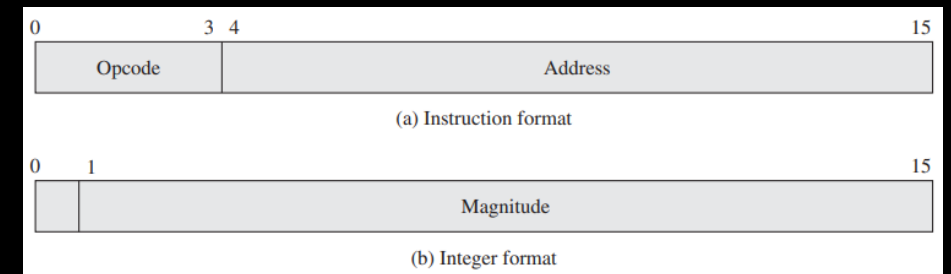 0 3 4 15
Opcode Address
(a) Instruction format
0 1 15
Magnitude
(b) Integer format